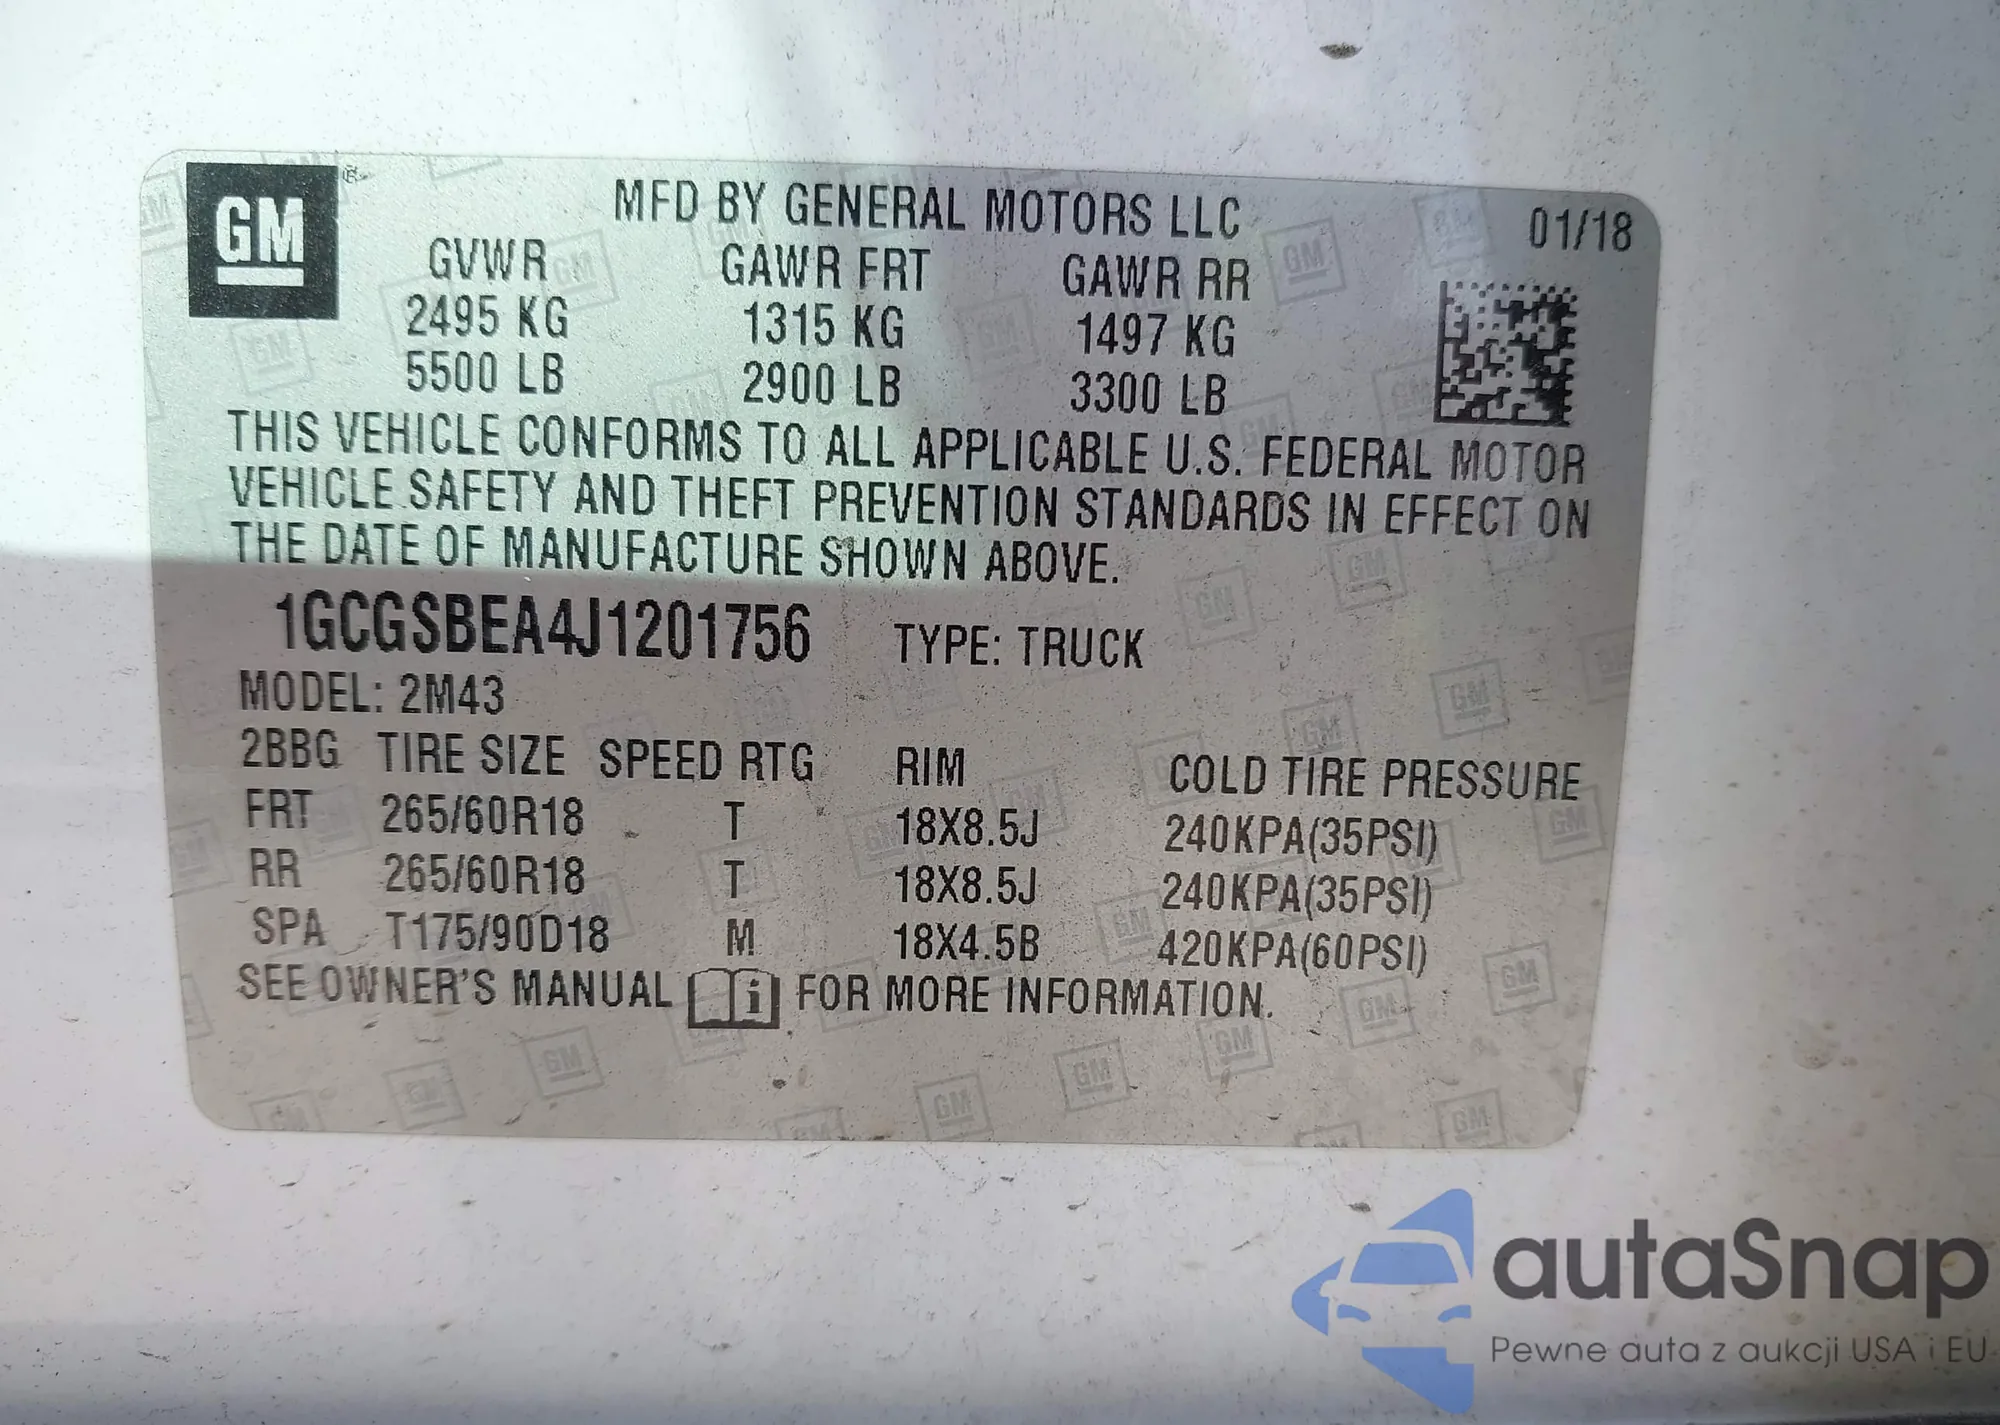 GM ®
MFD BY GENERAL MOTORS LLC 01/18
GVWR GAWR FRT GAWR RR
2495 KG 1315 KG 1497 KG
5500 LB 2900 LB 3300 LB
THIS VEHICLE CONFORMS TO ALL APPLICABLE U.S. FEDERAL MOTOR
VEHICLE SAFETY AND THEFT PREVENTION STANDARDS IN EFFECT ON
THE DATE OF MANUFACTURE SHOWN ABOVE.
1GCGSBEA4J1201756 TYPE: TRUCK
MODEL: 2M43
2BBG TIRE SIZE SPEED RTG RIM COLD TIRE PRESSURE
FRT 265/60R18 T 18X8.5J 240KPA(35PSI)
RR 265/60R18 T 18X8.5J 240KPA(35PSI)
SPA T175/90D18 M 18X4.5B 420KPA(60PSI)
SEE OWNER'S MANUAL i FOR MORE INFORMATION.
autaSnap
Pewne auta z aukcji USA i EU